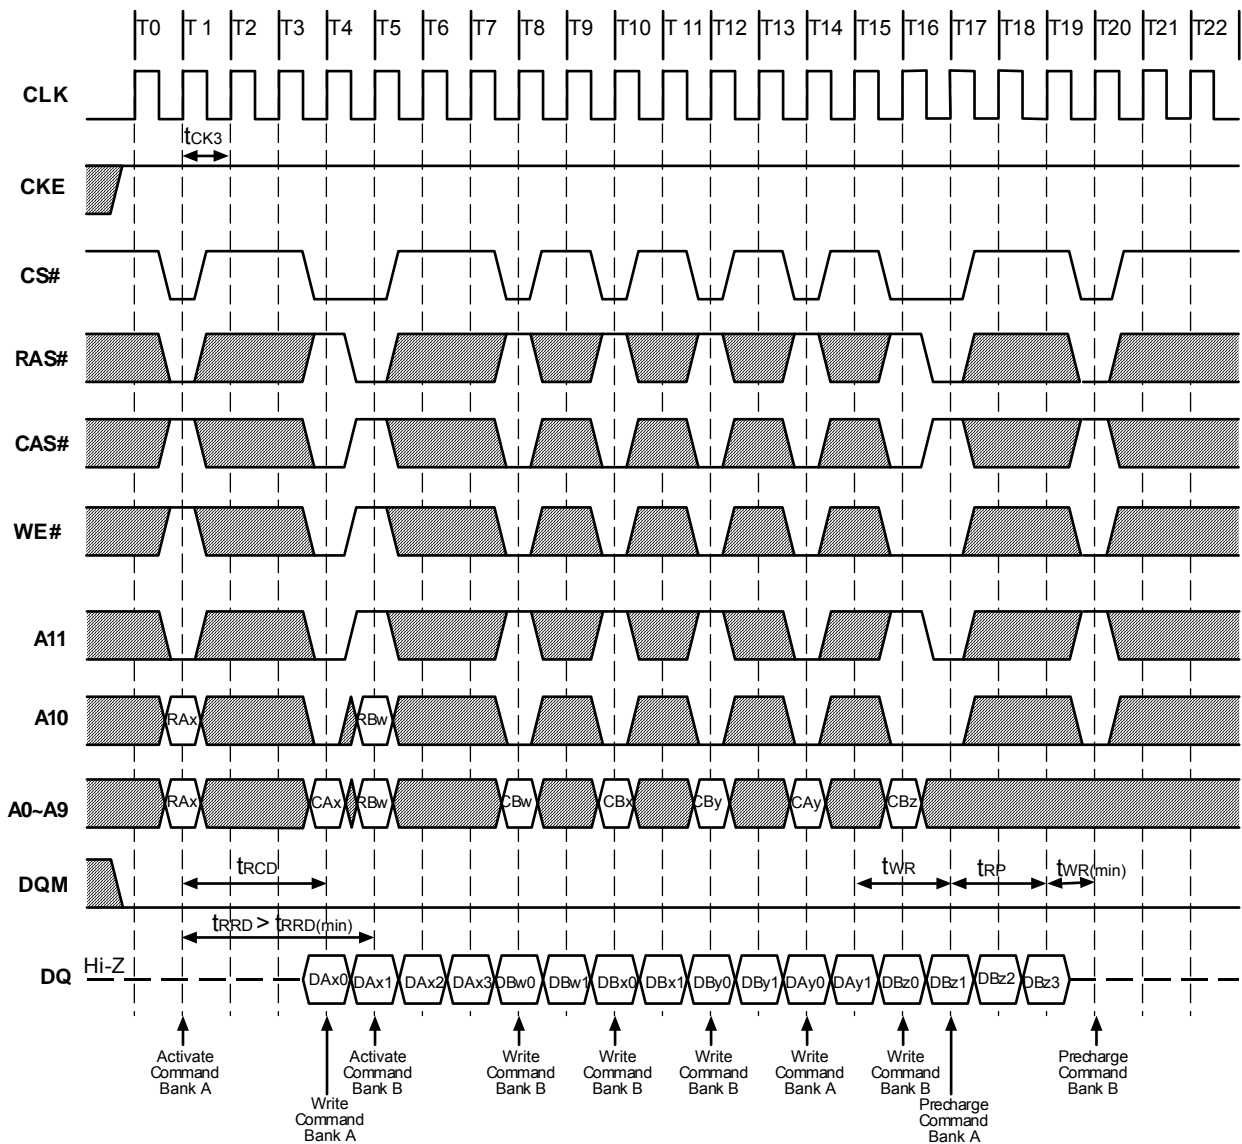 T0 T 1 T2 T3 T4 T5 T6 T7 T8 T9 T10 T 11 T12 T13 T14 T15 T16 T17 T18 T19 T20 T21 T22
CLK
tCK3
CKE
CS#
RAS#
CAS#
WE#
A11
A10 RAx RBw
A0~A9 RAx CAx RBw CBw CBx CBy CAy CBz
DQM tRCD tWR tRP tWR(min)
tRRD > tRRD(min)
DQ Hi-Z DAx0 DAx1 DAx2 DAx3 DBw0 DBw1 DBx0 DBx1 DBy0 DBy1 DAy0 DAy1 DBz0 DBz1 DBz2 DBz3
Activate
Command
Bank A
Write
Command
Bank A
Activate
Command
Bank B
Write
Command
Bank B
Write
Command
Bank B
Write
Command
Bank B
Write
Command
Bank A
Write
Command
Bank B
Precharge
Command
Bank A
Precharge
Command
Bank B